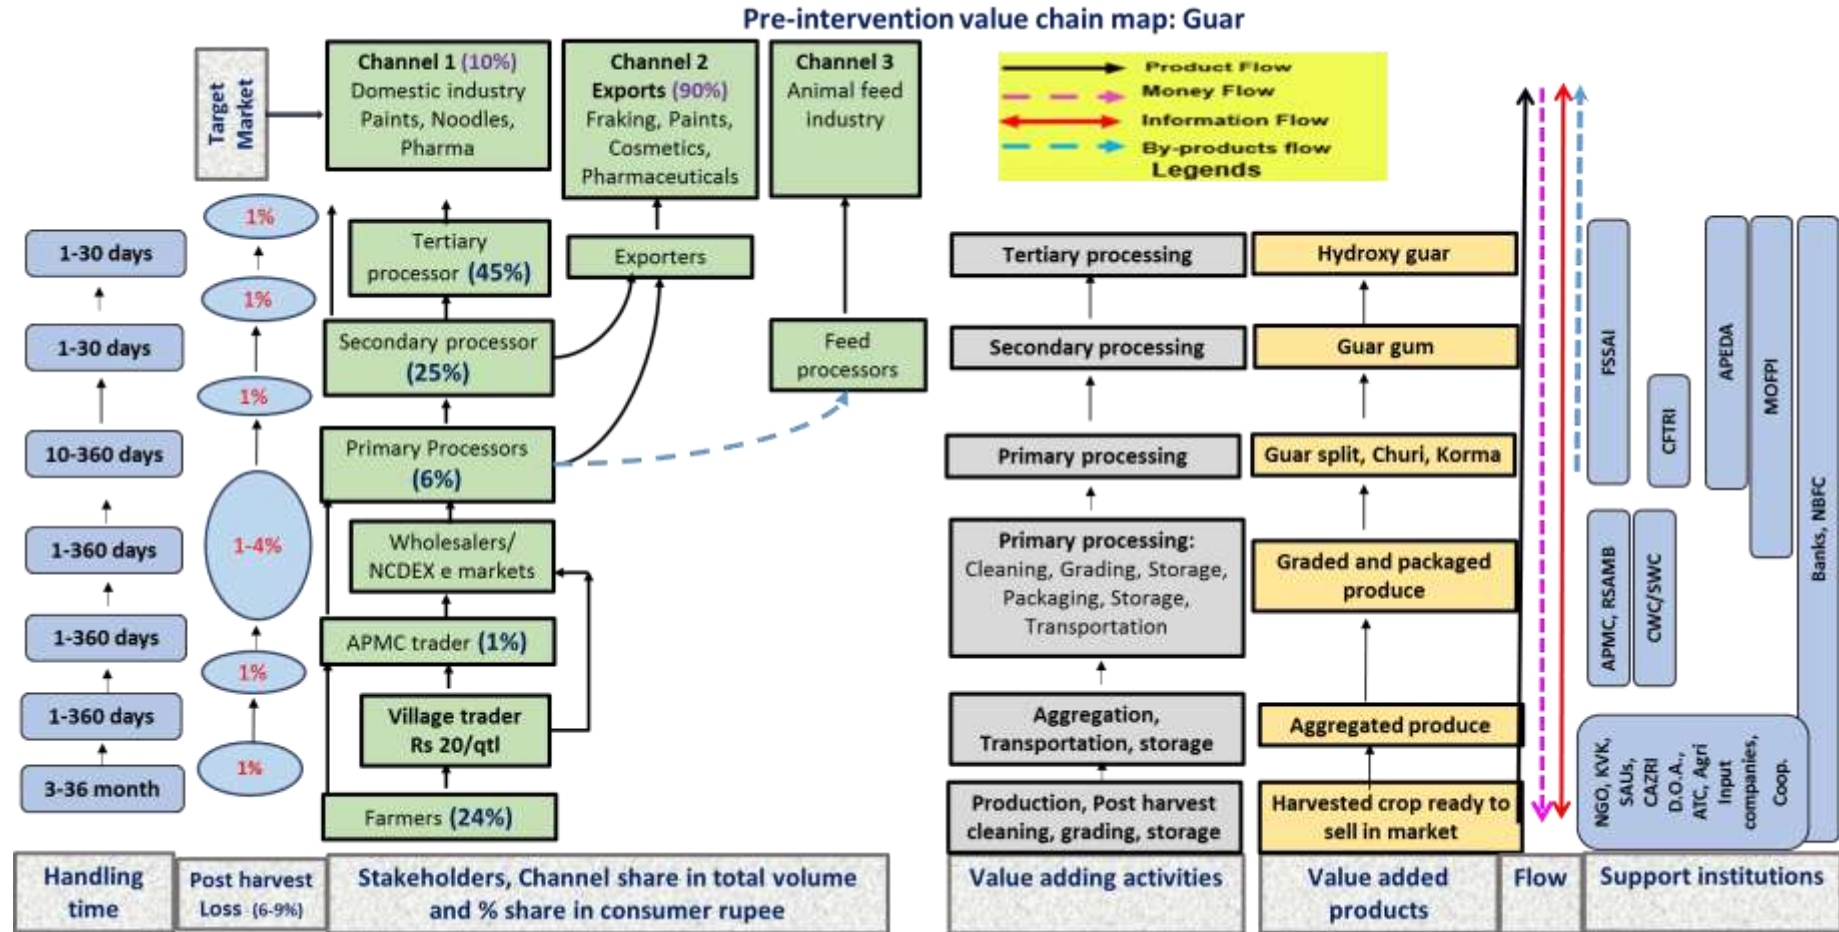 Pre-intervention value chain map: Guar
Target
Market
Channel 1 (10%)
Domestic industry
Paints, Noodles,
Pharma
Channel 2
Exports (90%)
Fraking, Paints,
Cosmetics,
Pharmaceuticals
Channel 3
Animal feed
industry
Product Flow
Money Flow
Information Flow
By-products flow
Legends
1-30 days
1-30 days
10-360 days
1-360 days
1-360 days
1-360 days
3-36 month
1%
1%
1%
1-4%
1%
1%
Tertiary
processor (45%)
Exporters
Secondary processor
(25%)
Feed
processors
Primary Processors
(6%)
Wholesalers/
NCDEX e markets
APMC trader (1%)
Village trader
Rs 20/qtl
Farmers (24%)
Tertiary processing
Secondary processing
Primary processing
Primary processing:
Cleaning, Grading, Storage,
Packaging, Storage,
Transportation
Aggregation,
Transportation, storage
Production, Post harvest
cleaning, grading, storage
Hydroxy guar
Guar gum
Guar split, Churi, Korma
Graded and packaged
produce
Aggregated produce
Harvested crop ready to
sell in market
FSSAI
CFTRI
APEDA
MOFPI
Banks, NBFC
APMC, RSAMB
CWC/SWC
NGO, KVK,
SAUs,
CAZRI
D.O.A.,
ATC, Agri
Input
companies,
Coop.
Handling
time
Post harvest
Loss (6-9%)
Stakeholders, Channel share in total volume
and % share in consumer rupee
Value adding activities
Value added
products
Flow
Support institutions